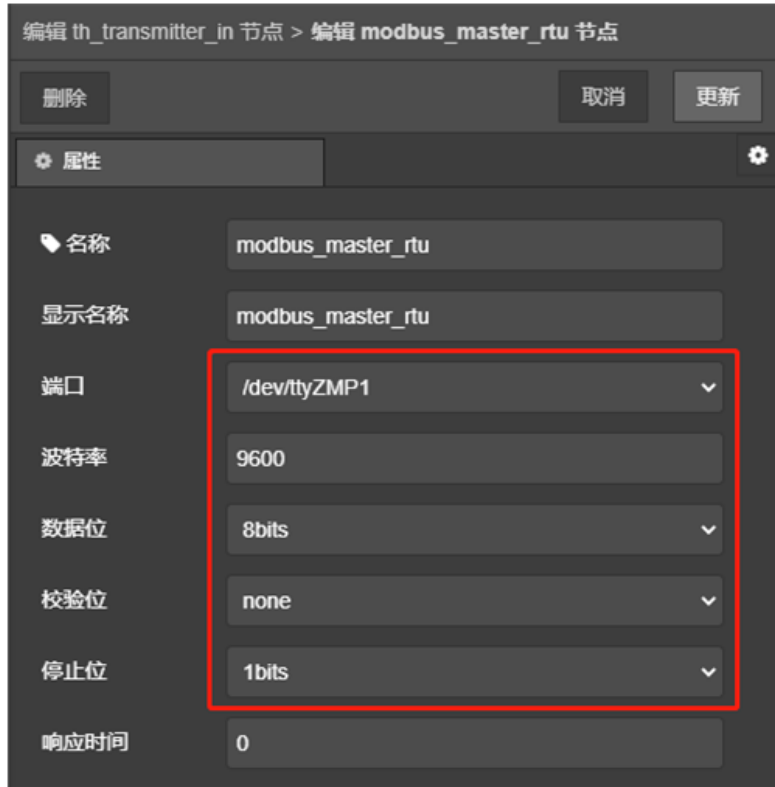 编辑 th_transmitter_in 节点 > 编辑 modbus_master_rtu 节点
删除 取消 更新
属性
名称 modbus_master_rtu
显示名称 modbus_master_rtu
端口 /dev/ttyZMP1
波特率 9600
数据位 8bits
校验位 none
停止位 1bits
响应时间 0